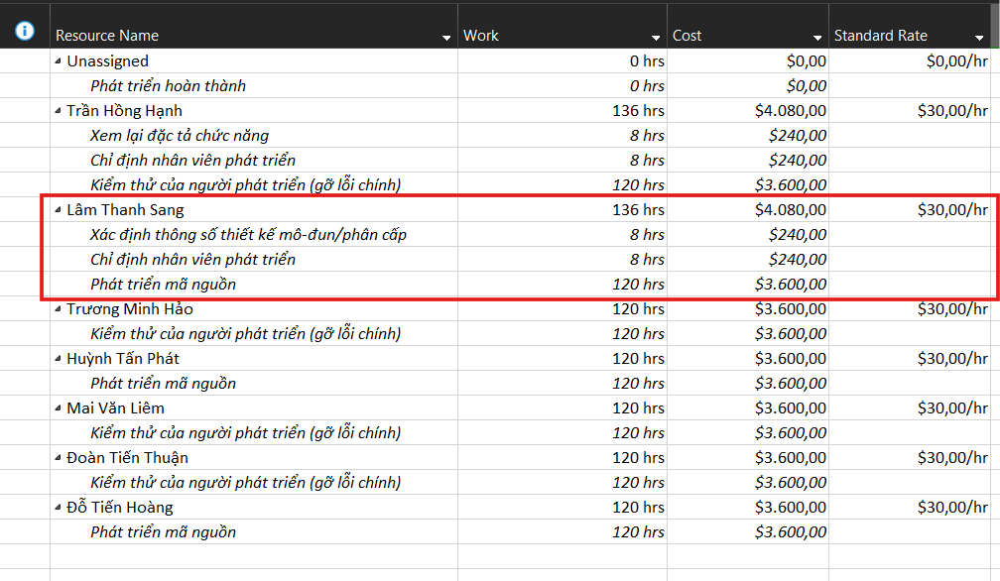 Resource Name Work Cost Standard Rate
Unassigned 0 hrs $0,00 $0,00/hr
Phát triển hoàn thành 0 hrs $0,00
Trần Hồng Hạnh 136 hrs $4.080,00 $30,00/hr
Xem lại đặc tả chức năng 8 hrs $240,00
Chỉ định nhân viên phát triển 8 hrs $240,00
Kiểm thử của người phát triển (gỡ lỗi chính) 120 hrs $3.600,00
Lâm Thanh Sang 136 hrs $4.080,00 $30,00/hr
Xác định thông số thiết kế mô-đun/phân cấp 8 hrs $240,00
Chỉ định nhân viên phát triển 8 hrs $240,00
Phát triển mã nguồn 120 hrs $3.600,00
Trương Minh Hảo 120 hrs $3.600,00 $30,00/hr
Kiểm thử của người phát triển (gỡ lỗi chính) 120 hrs $3.600,00
Huỳnh Tấn Phát 120 hrs $3.600,00 $30,00/hr
Phát triển mã nguồn 120 hrs $3.600,00
Mai Văn Liêm 120 hrs $3.600,00 $30,00/hr
Kiểm thử của người phát triển (gỡ lỗi chính) 120 hrs $3.600,00
Đoàn Tiến Thuận 120 hrs $3.600,00 $30,00/hr
Kiểm thử của người phát triển (gỡ lỗi chính) 120 hrs $3.600,00
Đỗ Tiến Hoàng 120 hrs $3.600,00 $30,00/hr
Phát triển mã nguồn 120 hrs $3.600,00